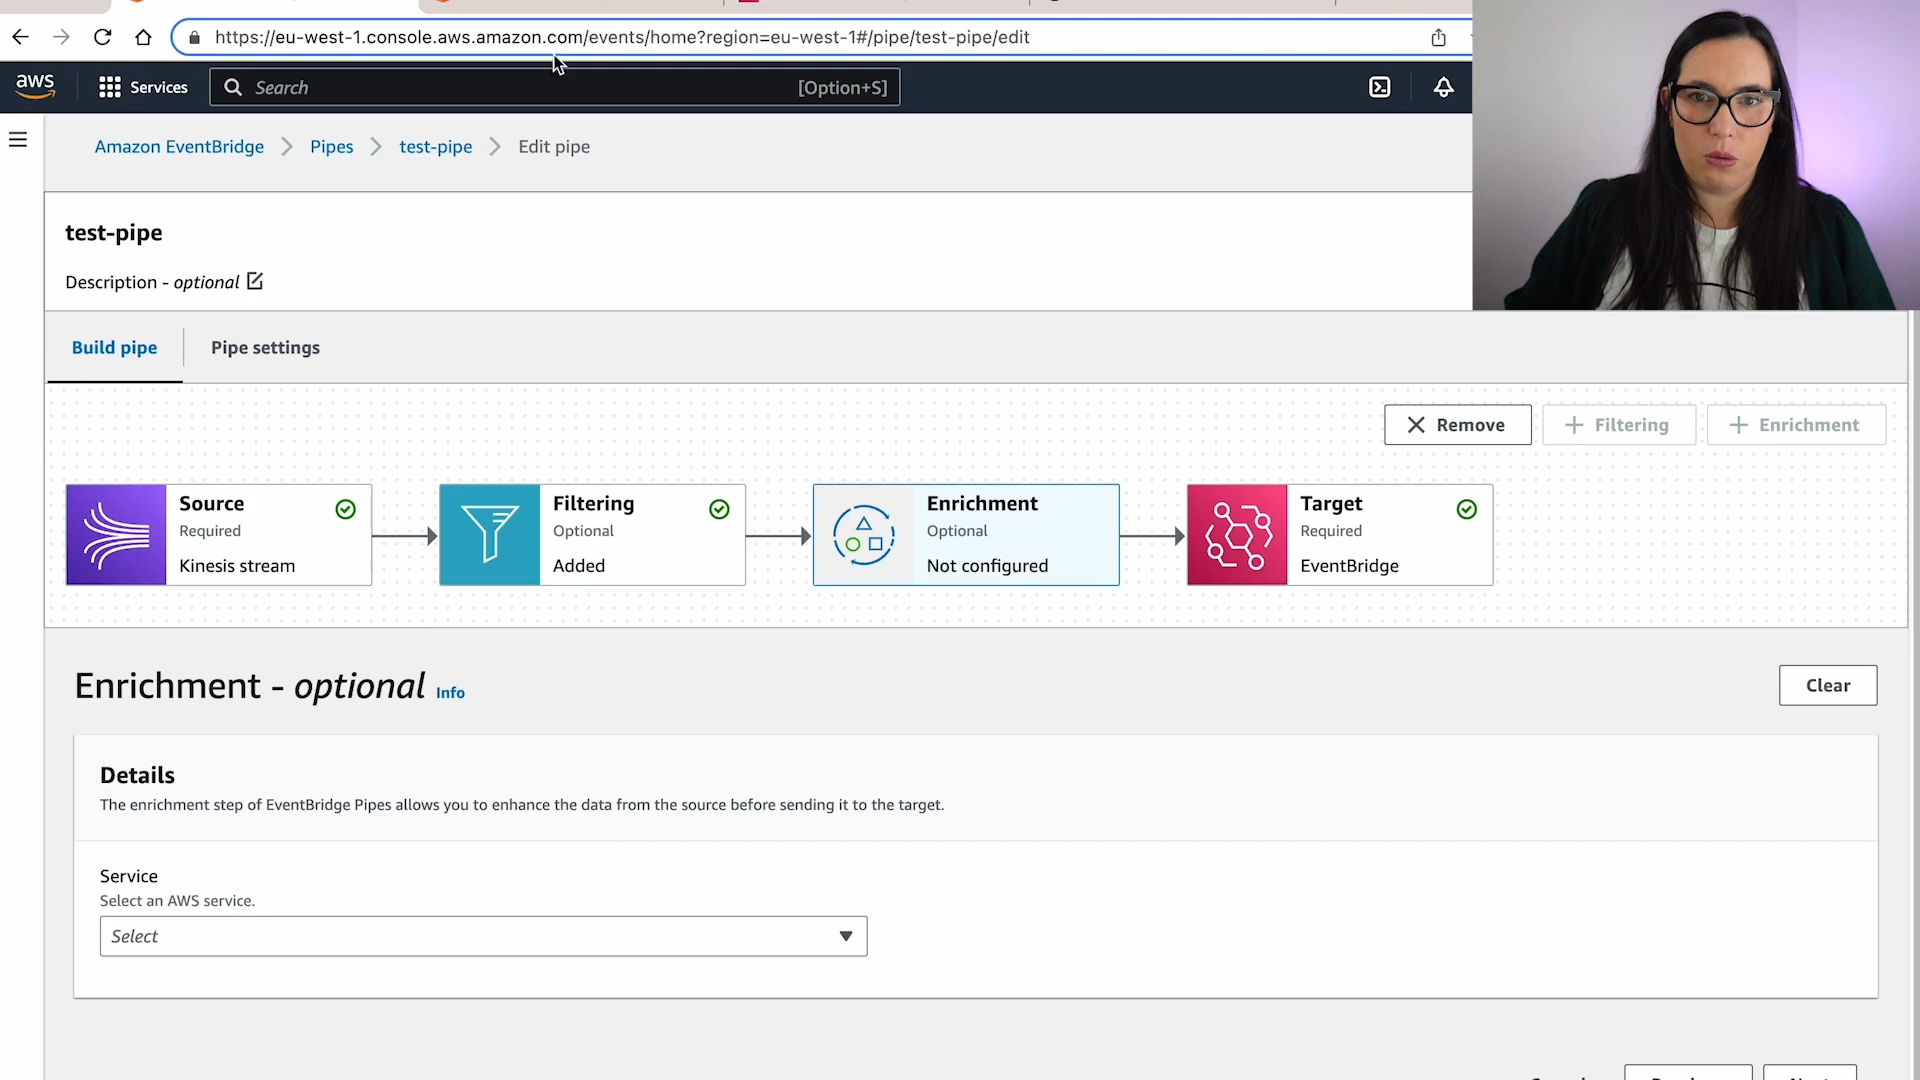 https://eu-west-1.console.aws.amazon.com/events/home?region=eu-west-1#/pipe/test-pipe/edit
aws
Services
Search
[Option+S]
Amazon EventBridge
Pipes
test-pipe
Edit pipe
test-pipe
Description - optional
Build pipe
Pipe settings
Remove
Filtering
Enrichment
Source
Required
Kinesis stream
Filtering
Optional
Added
Enrichment
Optional
Not configured
Target
Required
EventBridge
Enrichment - optional Info
Clear
Details
The enrichment step of EventBridge Pipes allows you to enhance the data from the source before sending it to the target.
Service
Select an AWS service.
Select